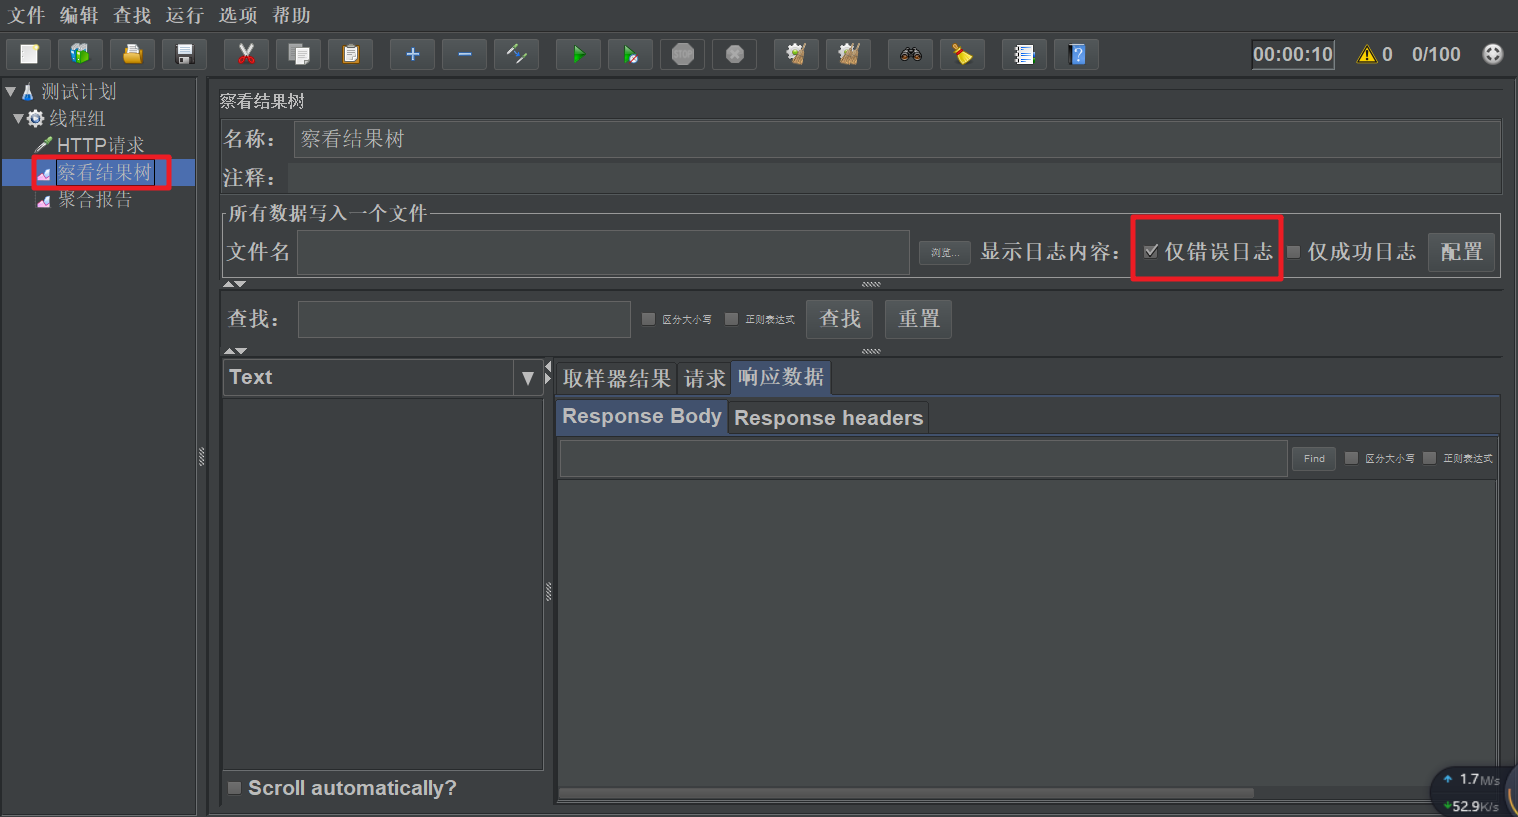 文件 编辑 查找 运行 选项 帮助
STOP
00:00:10 0 0/100
测试计划
线程组
HTTP请求
察看结果树
聚合报告
察看结果树
名称： 察看结果树
注释：
所有数据写入一个文件
文件名 浏览... 显示日志内容： 仅错误日志 仅成功日志 配置
查找： 区分大小写 正则表达式 查找 重置
Text
取样器结果 请求 响应数据
Response Body Response headers
Find 区分大小写 正则表达式
Scroll automatically?
1.7M/s
52.9K/s